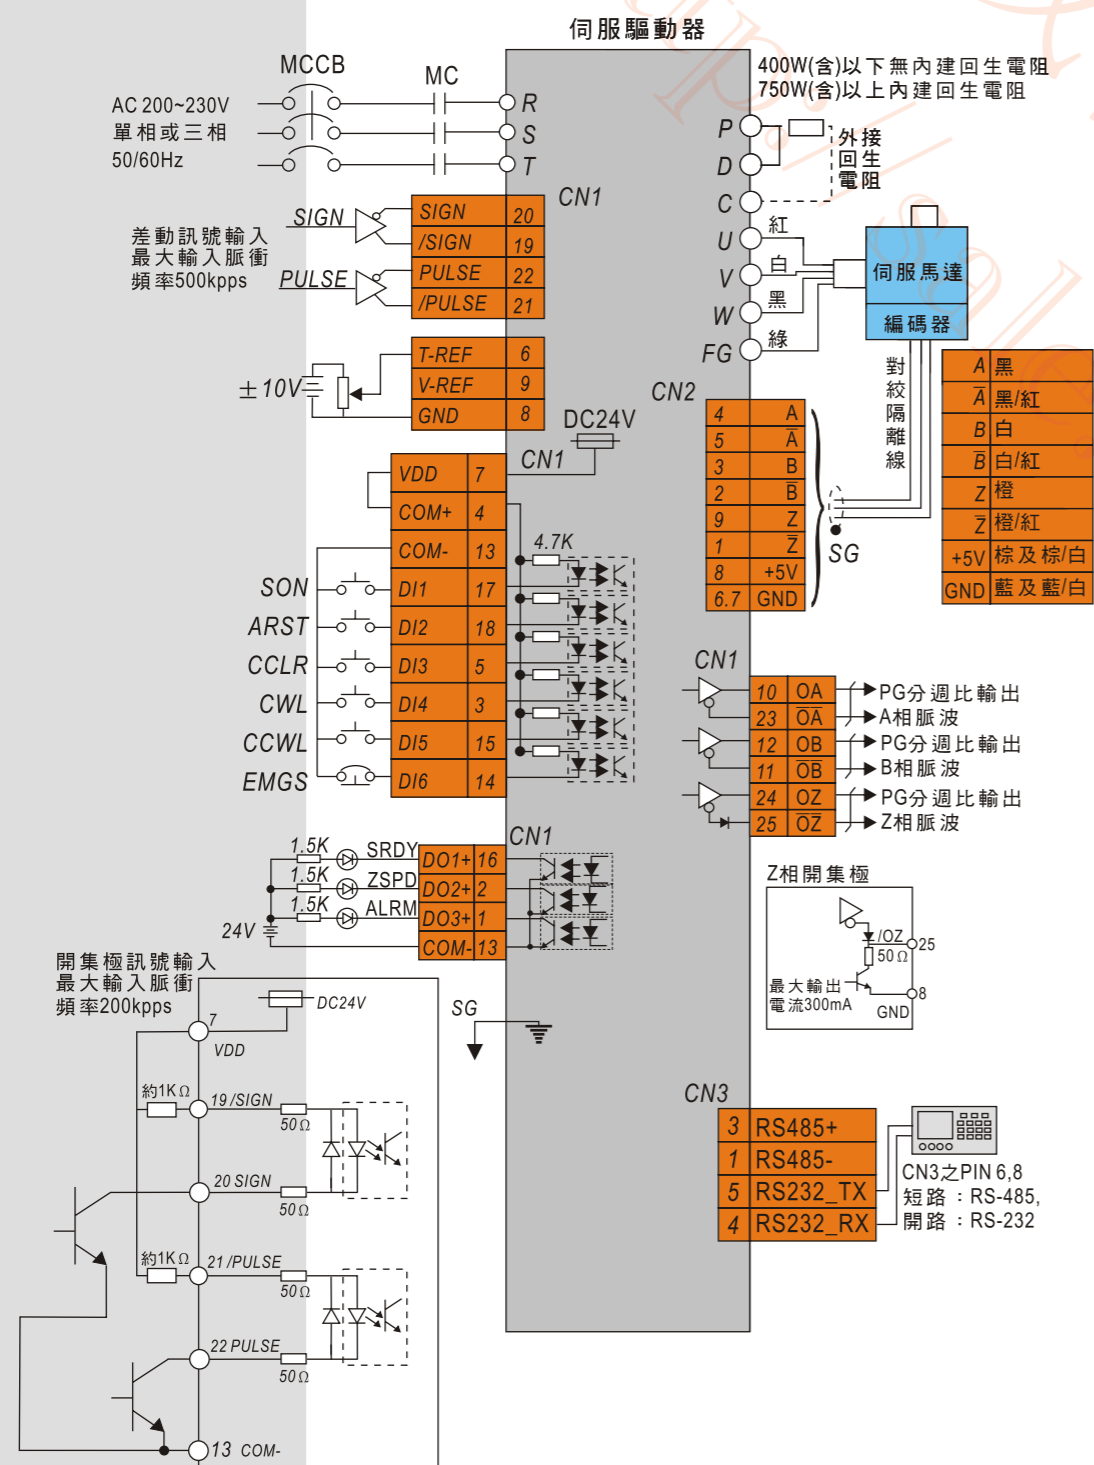 伺服驅動器
MCCB
MC
AC 200~230V
單相或三相
50/60Hz
R
S
T
400W(含)以下無內建回生電阻
750W(含)以上內建回生電阻
P
D
C
外接
回生
電阻
U
V
W
FG
紅
白
黑
綠
伺服馬達
編碼器
對絞隔離線
差動訊號輸入
最大輸入脈衝
頻率500kpps
SIGN
PULSE
CN1
SIGN 20
/SIGN 19
PULSE 22
/PULSE 21
±10V
T-REF 6
V-REF 9
GND 8
DC24V
CN1
VDD 7
COM+ 4
COM- 13
SON DI1 17
ARST DI2 18
CCLR DI3 5
CWL DI4 3
CCWL DI5 15
EMGS DI6 14
4.7K
CN2
4 A
5 A̅
3 B
2 B̅
9 Z
1 Z̅
8 +5V
6.7 GND
SG
A 黑
A̅ 黑/紅
B 白
B̅ 白/紅
Z 橙
Z̅ 橙/紅
+5V 棕及棕/白
GND 藍及藍/白
CN1
10 OA PG分週比輸出
23 O̅A̅ A相脈波
12 OB PG分週比輸出
11 O̅B̅ B相脈波
24 OZ PG分週比輸出
25 O̅Z̅ Z相脈波
CN1
1.5K SRDY DO1+ 16
1.5K ZSPD DO2+ 2
1.5K ALRM DO3+ 1
24V COM- 13
Z相開集極
/OZ
25
50Ω
最大輸出
電流300mA
8
GND
開集極訊號輸入
最大輸入脈衝
頻率200kpps
DC24V
7
VDD
約1KΩ
19 /SIGN
50Ω
20 SIGN
50Ω
約1KΩ
21 /PULSE
50Ω
22 PULSE
50Ω
13 COM-
SG
CN3
3 RS485+
1 RS485-
5 RS232_TX
4 RS232_RX
CN3之PIN 6,8
短路：RS-485,
開路：RS-232